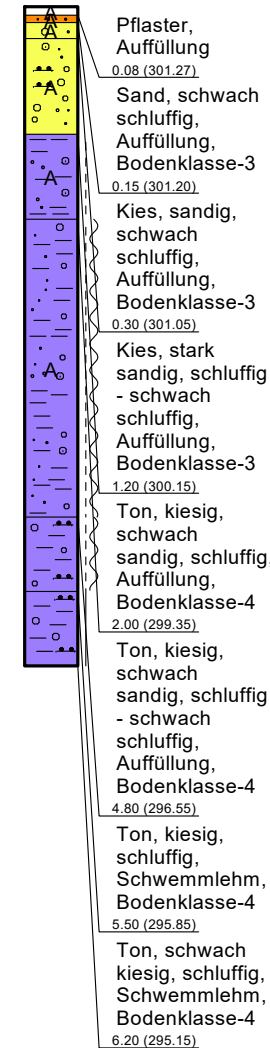 A
A
A
A
A
A
Pflaster,
Auffüllung
0.08 (301.27)
Sand, schwach
schluffig,
Auffüllung,
Bodenklasse-3
0.15 (301.20)
Kies, sandig,
schwach
schluffig,
Auffüllung,
Bodenklasse-3
0.30 (301.05)
Kies, stark
sandig, schluffig
- schwach
schluffig,
Auffüllung,
Bodenklasse-3
1.20 (300.15)
Ton, kiesig,
schwach
sandig, schluffig,
Auffüllung,
Bodenklasse-4
2.00 (299.35)
Ton, kiesig,
schwach
sandig, schluffig
- schwach
schluffig,
Auffüllung,
Bodenklasse-4
4.80 (296.55)
Ton, kiesig,
schluffig,
Schwemmlehm,
Bodenklasse-4
5.50 (295.85)
Ton, schwach
kiesig, schluffig,
Schwemmlehm,
Bodenklasse-4
6.20 (295.15)